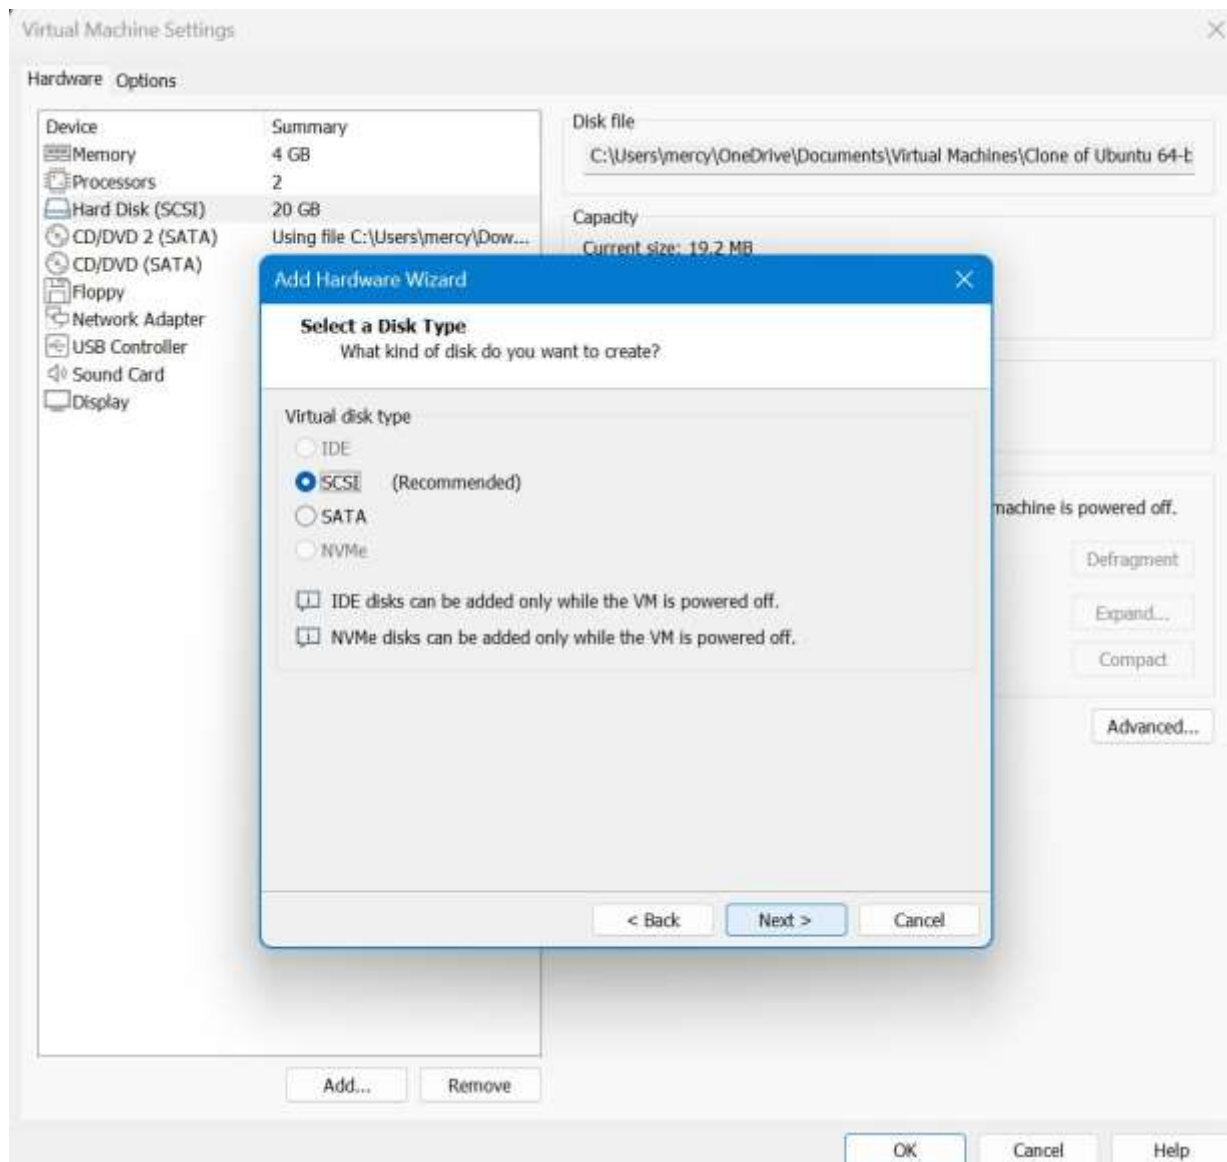 Virtual Machine Settings
Hardware Options
Device Summary
Memory 4 GB
Processors 2
Hard Disk (SCSI) 20 GB
CD/DVD 2 (SATA) Using file C:\Users\mercy\Dow...
CD/DVD (SATA)
Floppy
Network Adapter
USB Controller
Sound Card
Display
Add... Remove
Disk file
C:\Users\mercy\OneDrive\Documents\Virtual Machines\Clone of Ubuntu 64-b
Capacity
Current size: 19.2 MB
machine is powered off.
Defragment
Expand...
Compact
Advanced...
Add Hardware Wizard
Select a Disk Type
What kind of disk do you want to create?
Virtual disk type
IDE
SCSI (Recommended)
SATA
NVMe
IDE disks can be added only while the VM is powered off.
NVMe disks can be added only while the VM is powered off.
< Back Next > Cancel
OK Cancel Help